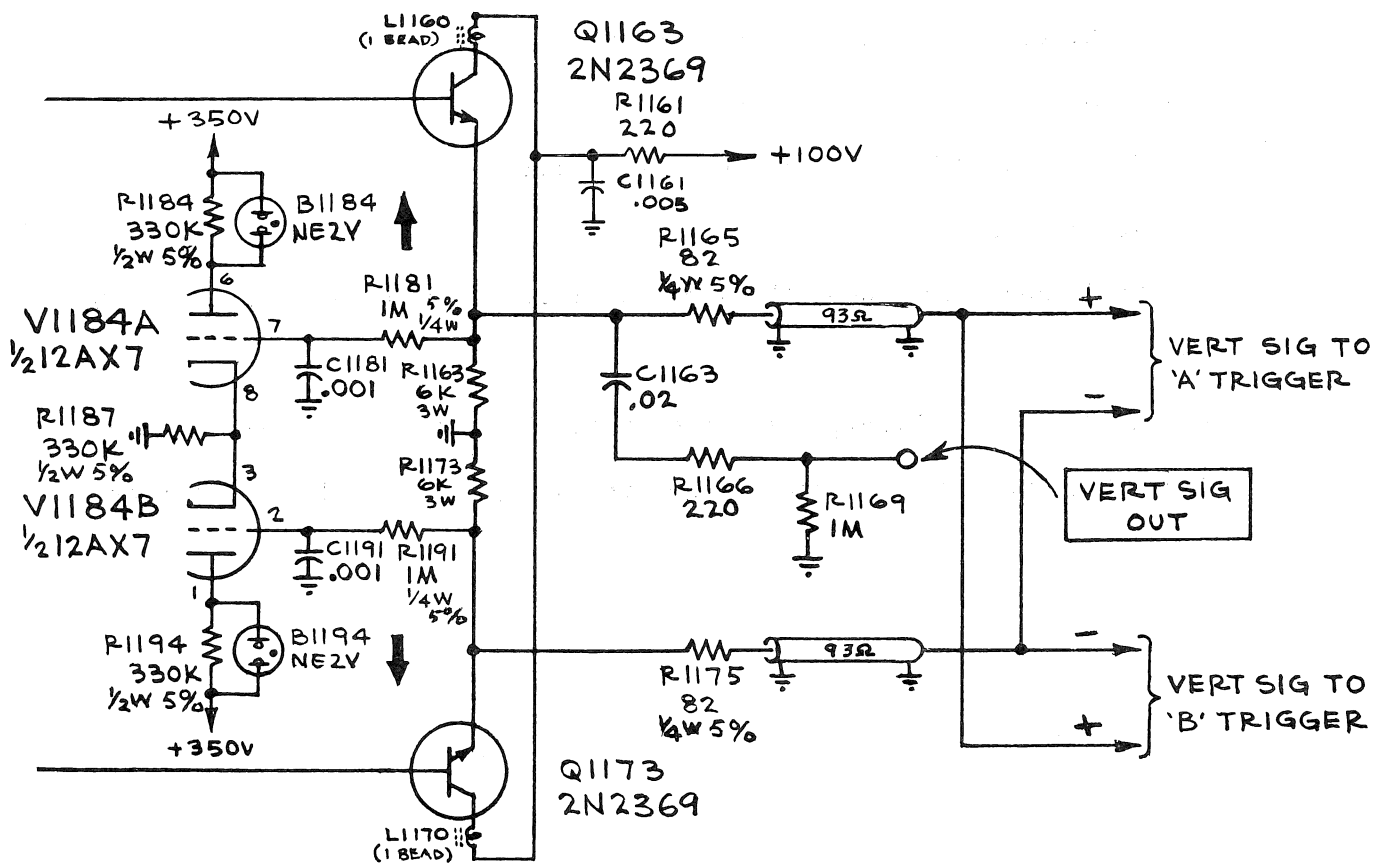 L1160
(1 BEAD)
Q1163
2N2369
+350V
R1161
220
+100V
C1161
.005
R1184
330K
½W 5%
B1184
NE2V
R1165
82
¼W 5%
6
R1181
1M 5%
¼W
93Ω
+
V1184A
½12AX7
7
C1181
.001
R1163
6K
3W
8
C1163
.02
VERT SIG TO
'A' TRIGGER
-
R1187
330K
½W 5%
3
R1173
6K
3W
R1166
220
R1169
1M
VERT SIG
OUT
V1184B
½12AX7
2
C1191
.001
R1191
1M
¼W
5%
1
R1194
330K
½W 5%
B1194
NE2V
93Ω
-
R1175
82
¼W 5%
VERT SIG TO
'B' TRIGGER
+
+350V
Q1173
2N2369
L1170
(1 BEAD)